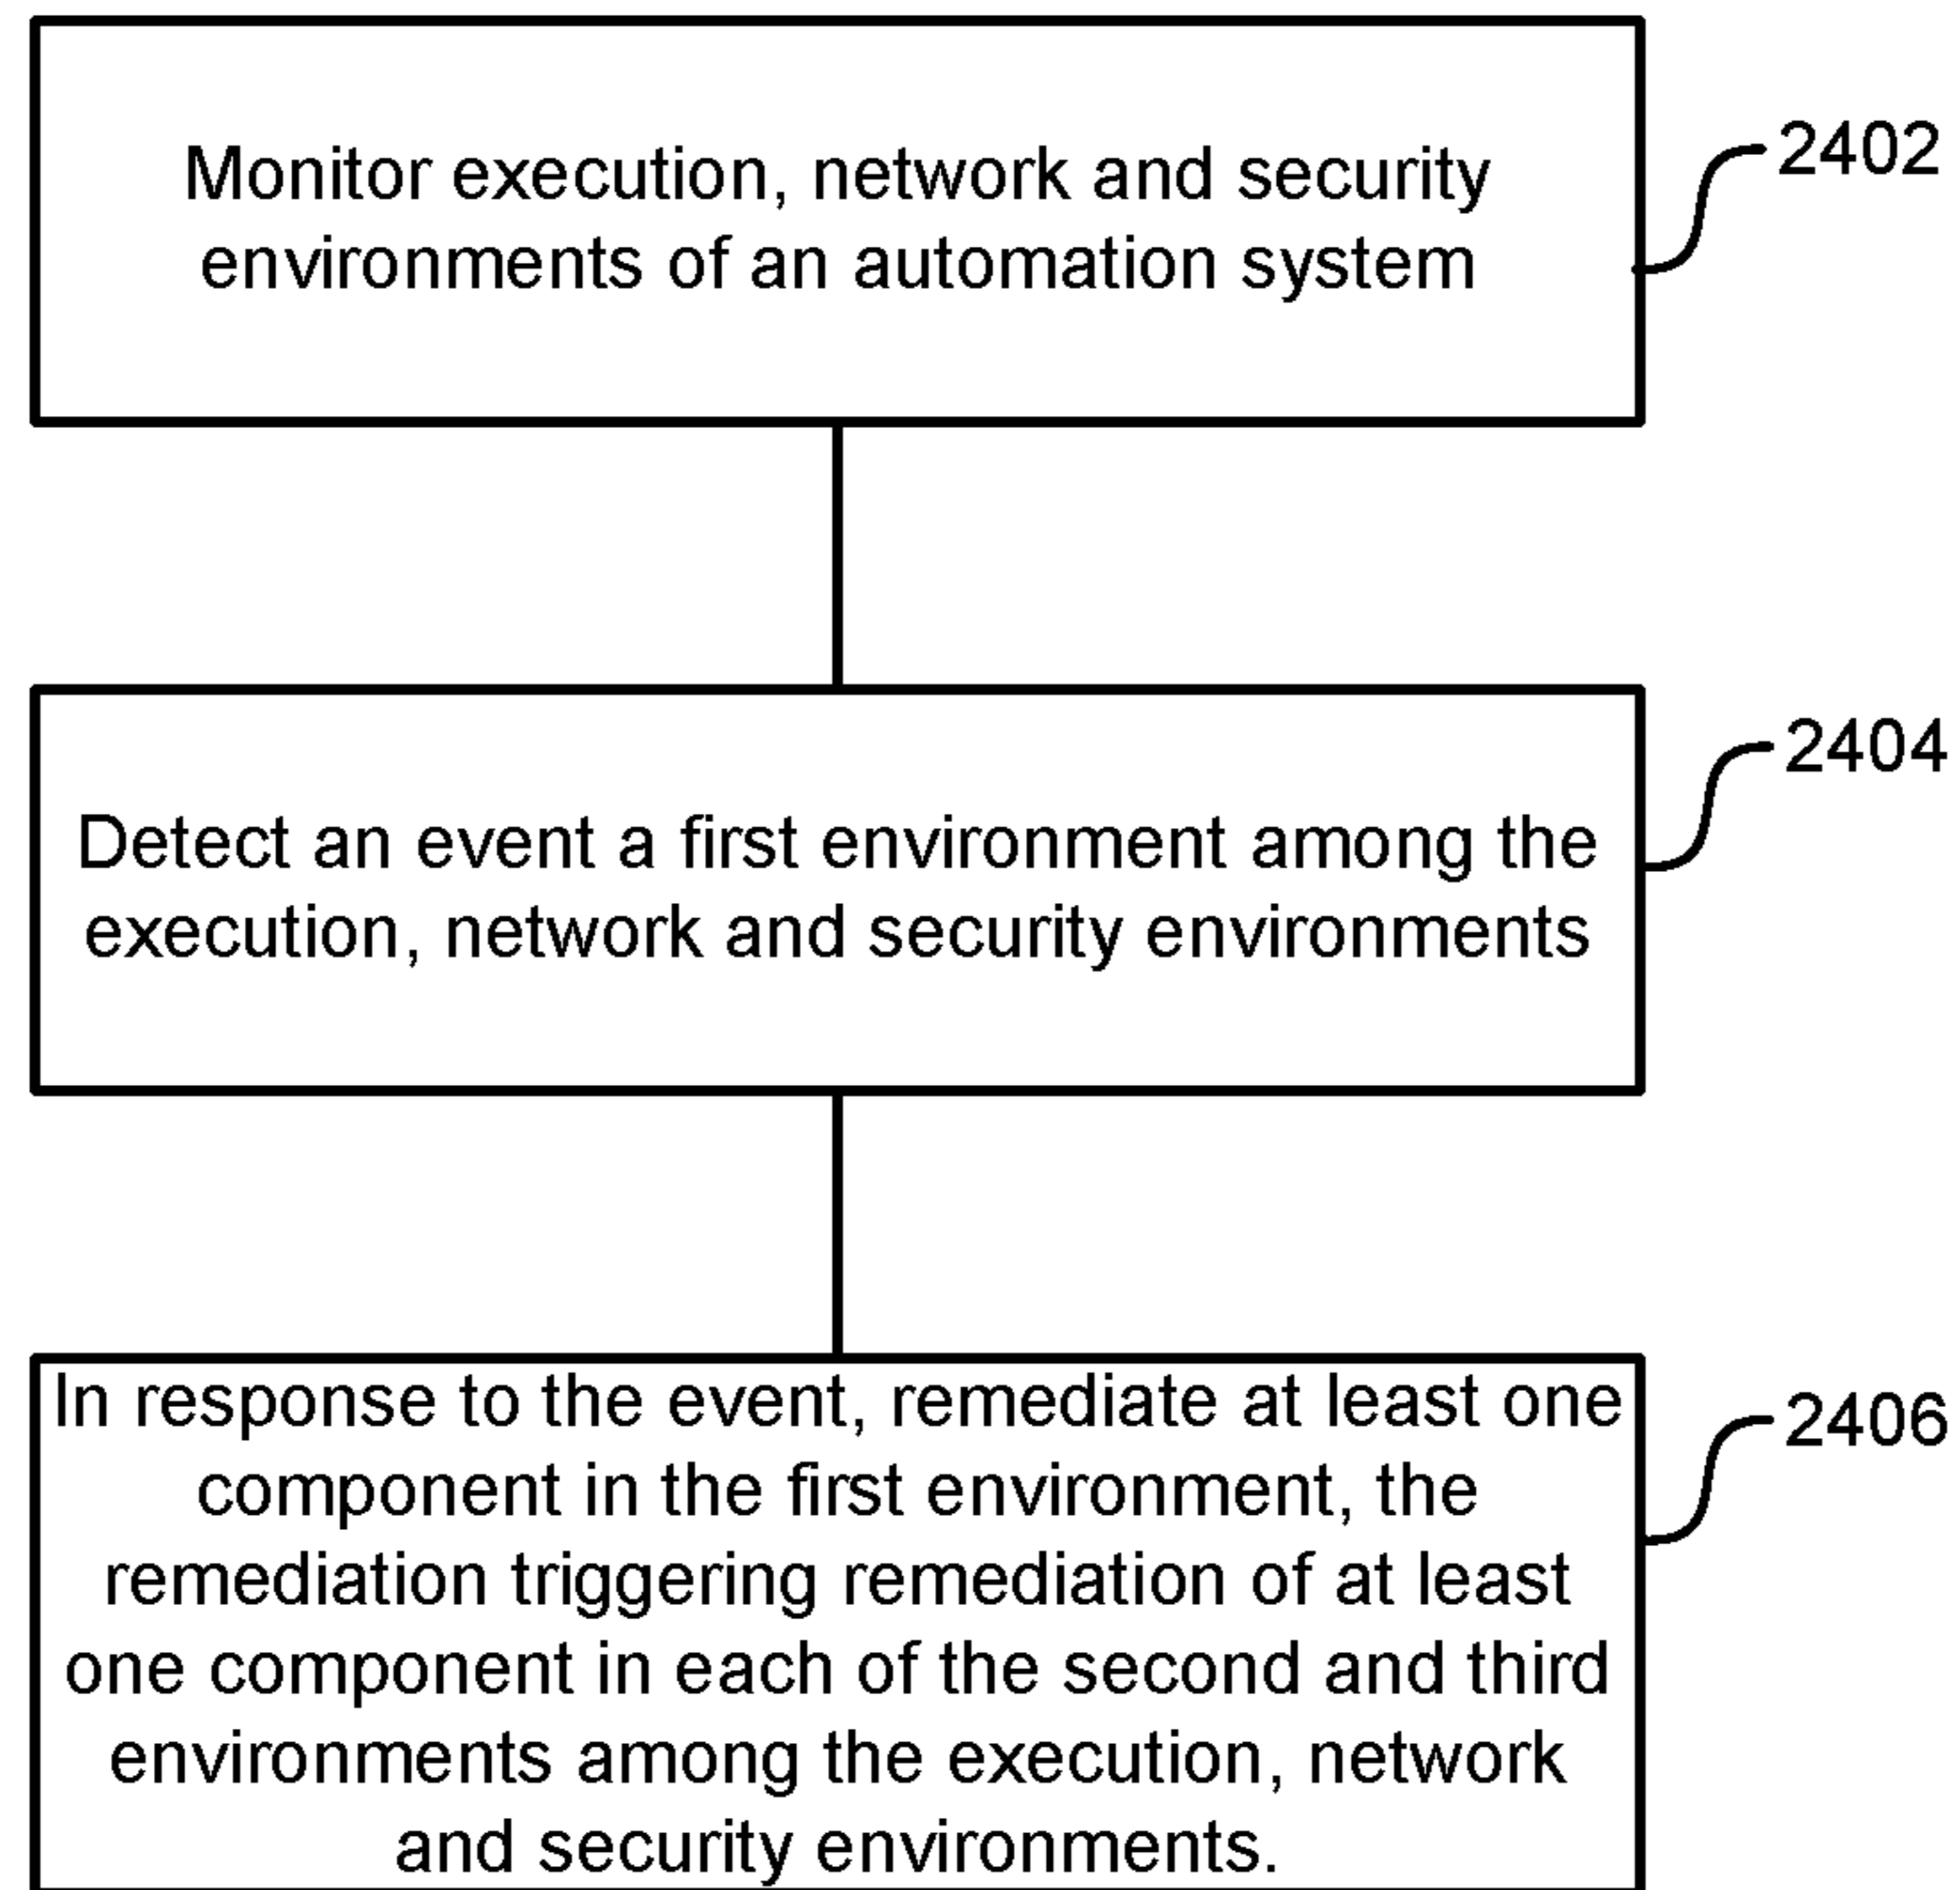 Monitor execution, network and security
environments of an automation system
2402
Detect an event a first environment among the
execution, network and security environments
2404
In response to the event, remediate at least one
component in the first environment, the
remediation triggering remediation of at least
one component in each of the second and third
environments among the execution, network
and security environments.
2406